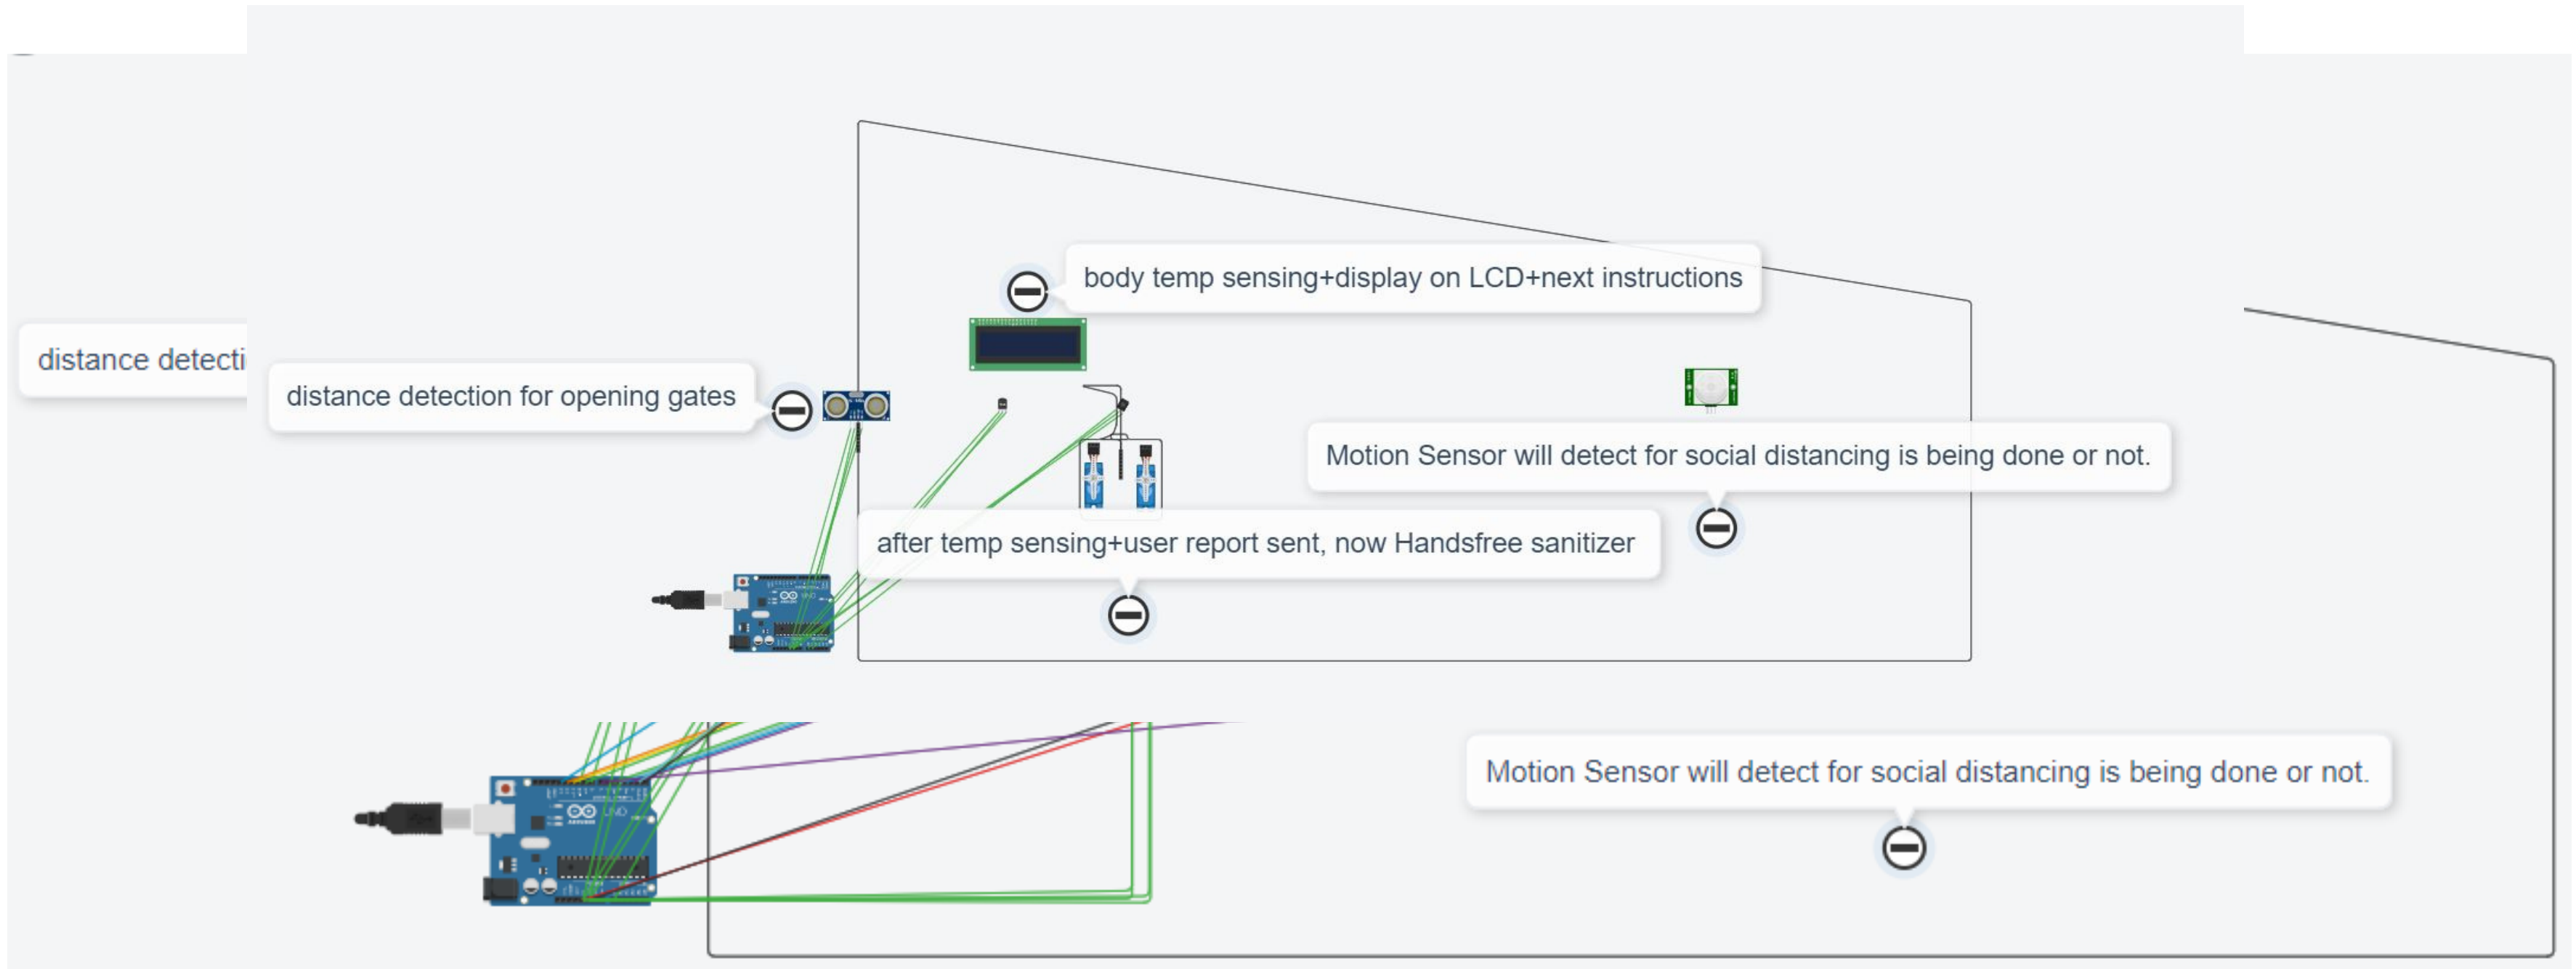 body temp sensing+display on LCD+next instructions
distance detecti
distance detection for opening gates
Motion Sensor will detect for social distancing is being done or not.
after temp sensing+user report sent, now Handsfree sanitizer
Motion Sensor will detect for social distancing is being done or not.
UNO